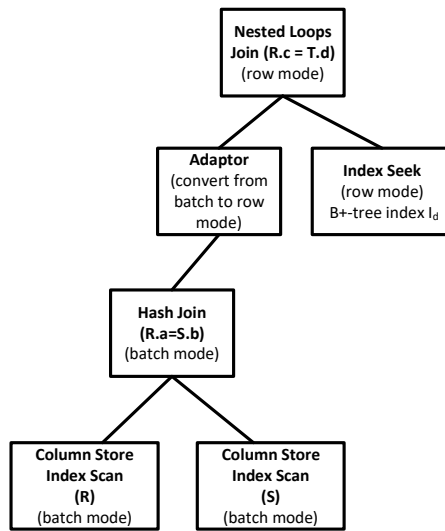 Nested Loops
Join (R.c = T.d)
(row mode)
Adaptor
(convert from
batch to row
mode)
Index Seek
(row mode)
B+-tree index Id
Hash Join
(R.a=S.b)
(batch mode)
Column Store
Index Scan
(R)
(batch mode)
Column Store
Index Scan
(S)
(batch mode)